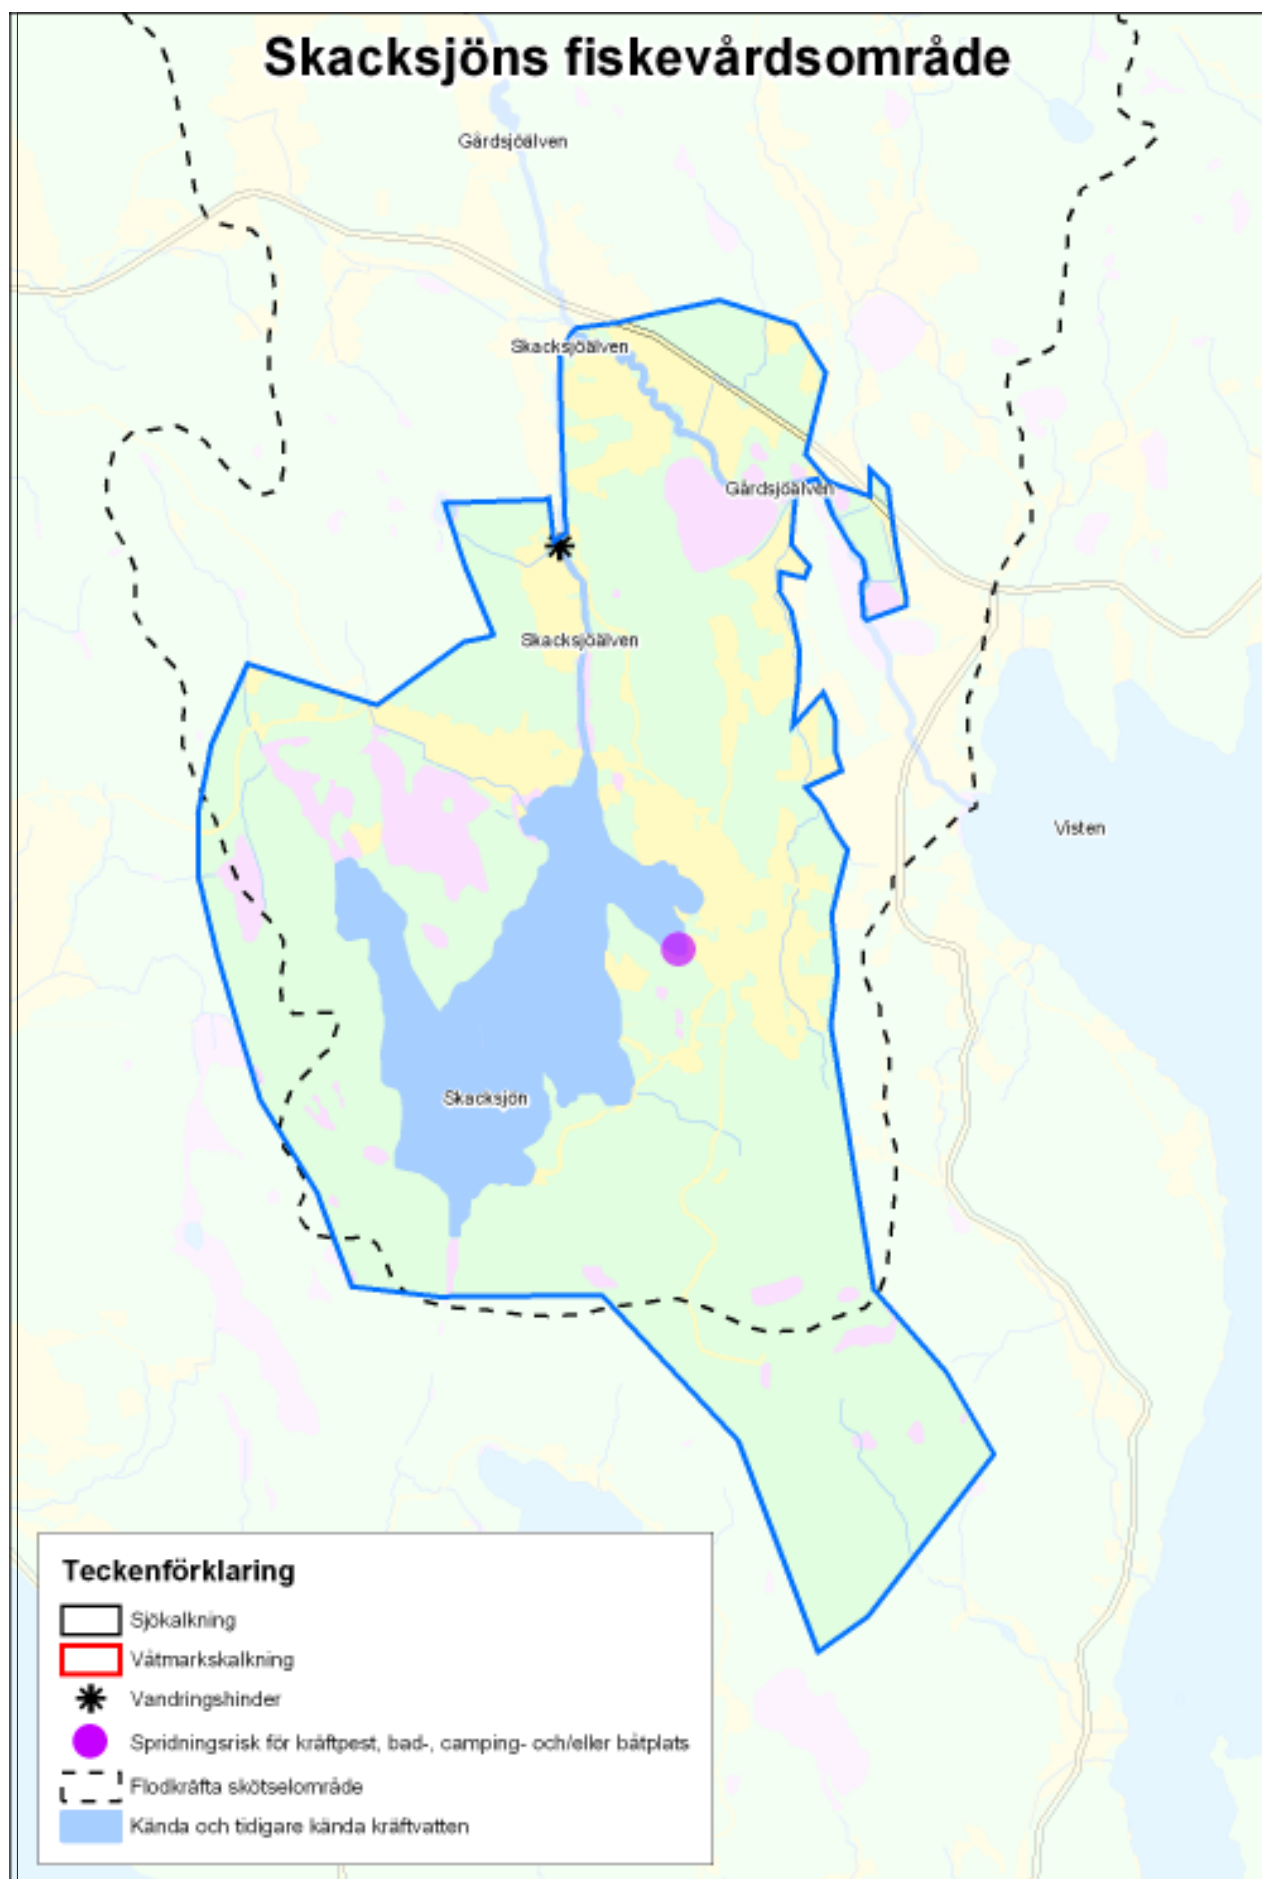 Skacksjöns fiskevårdsområde
Gårdsjöälven
Skacksjöälven
Gårdsjöälven
Skacksjöälven
Visten
Skacksjön
Teckenförklaring
Sjökalkning
Våtmarkskalkning
Vandringshinder
Spridningsrisk för kräftpest, bad-, camping- och/eller båtplats
Flodkräfta skötselområde
Kända och tidigare kända kräftvatten